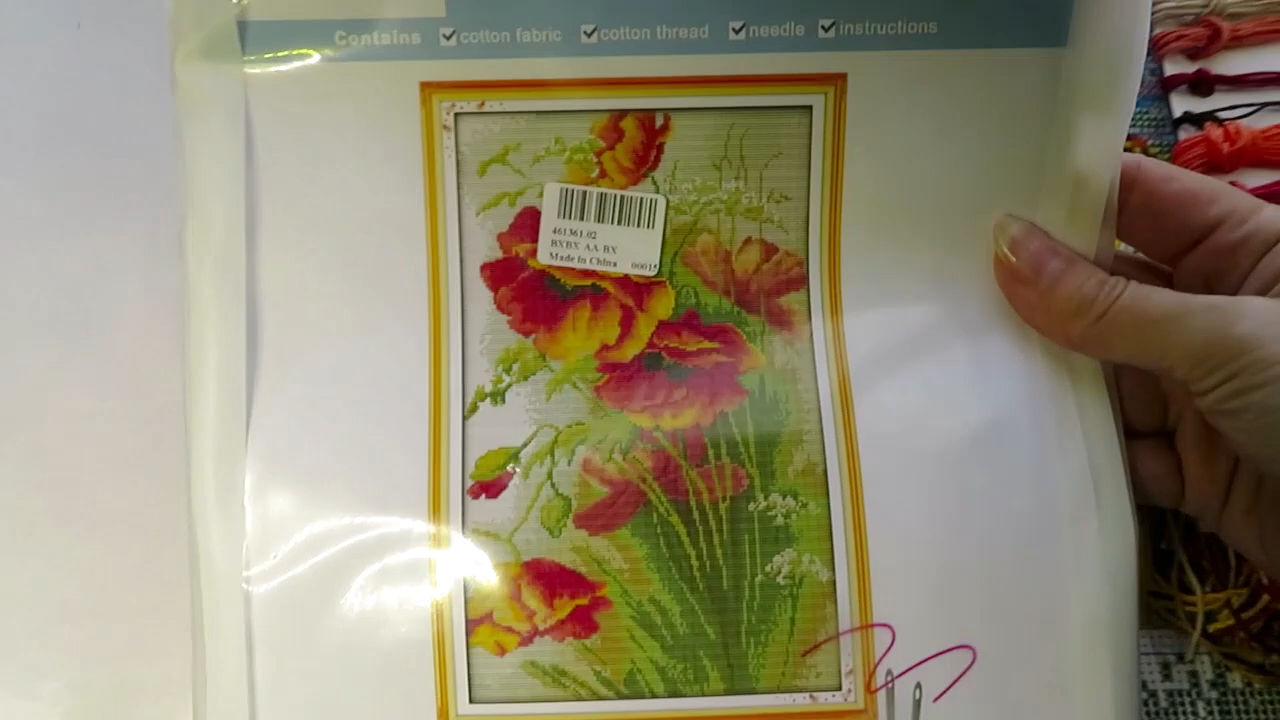 Contains ☑ cotton fabric ☑ cotton thread ☑ needle ☑ instructions
461361.02
BXBX AA BX
Made in China 00015